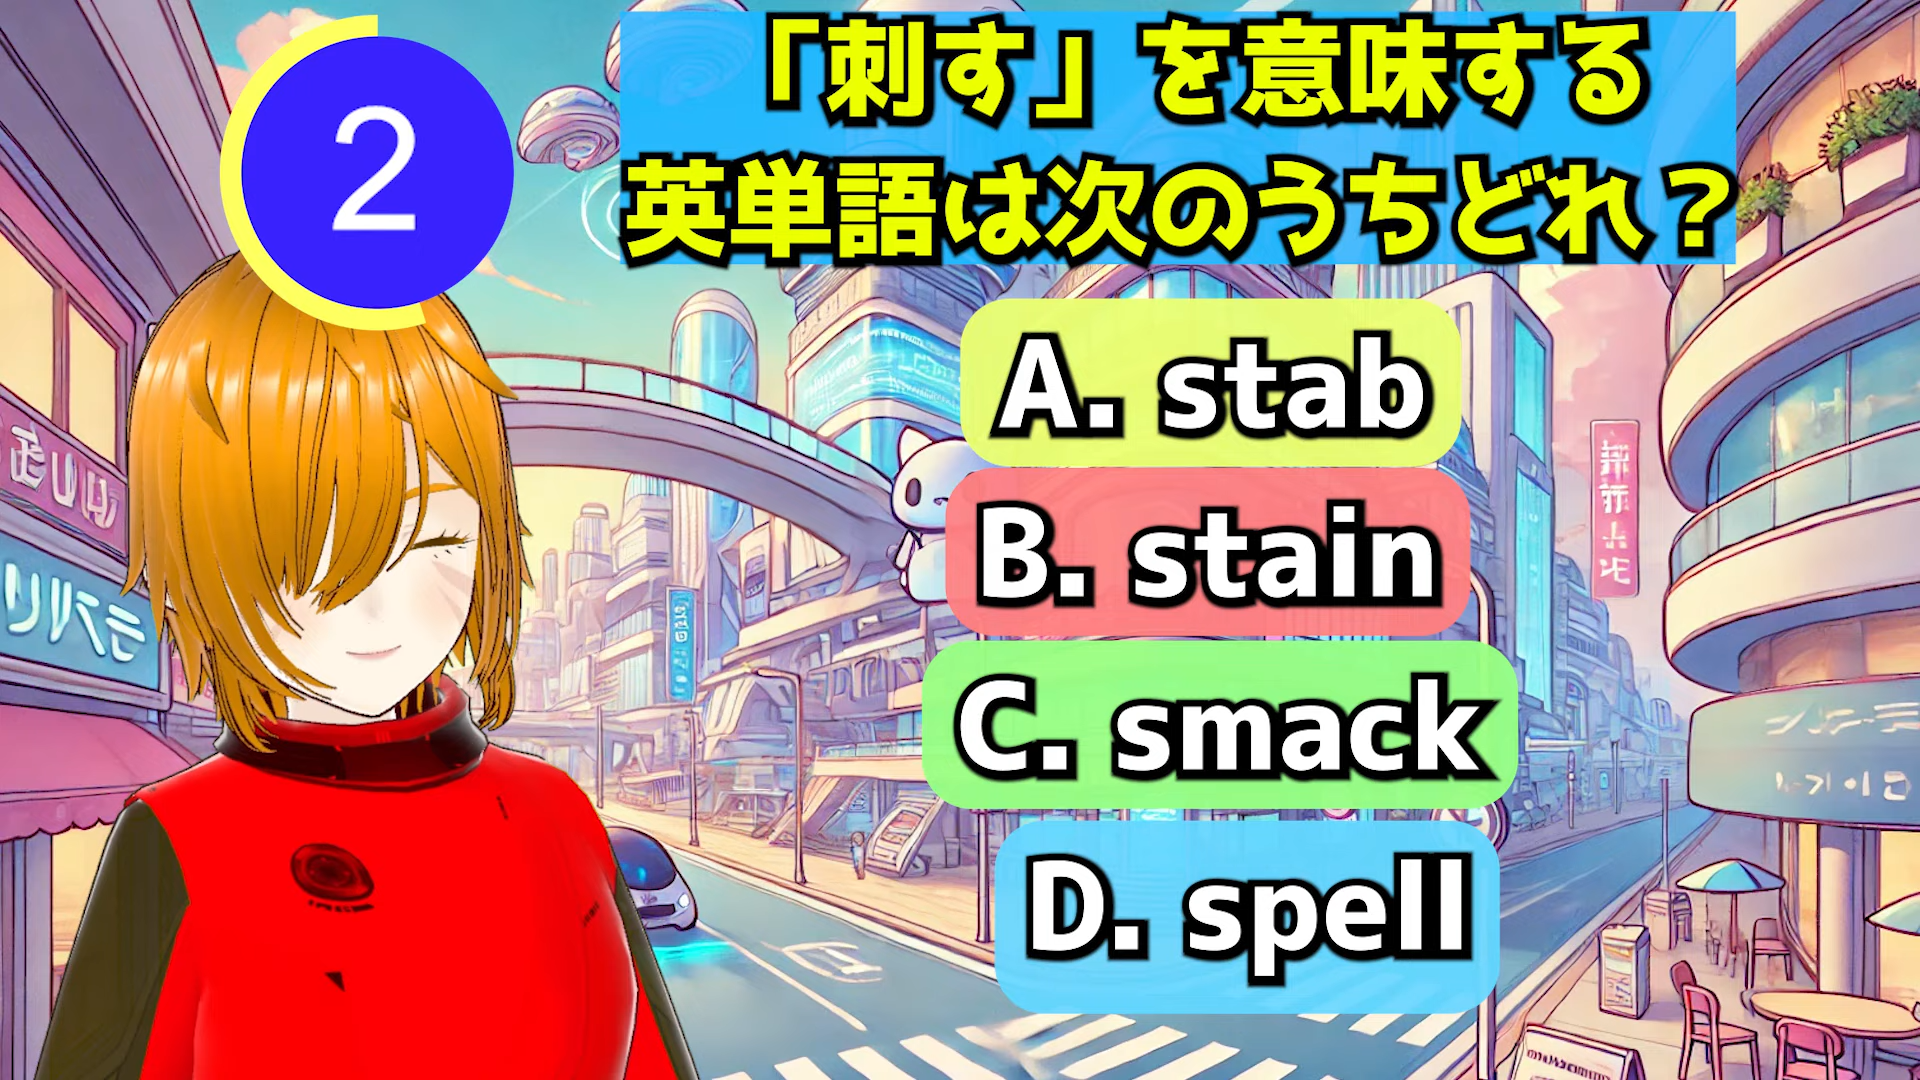 2
「刺す」を意味する
英単語は次のうちどれ？
A. stab
B. stain
C. smack
D. spell